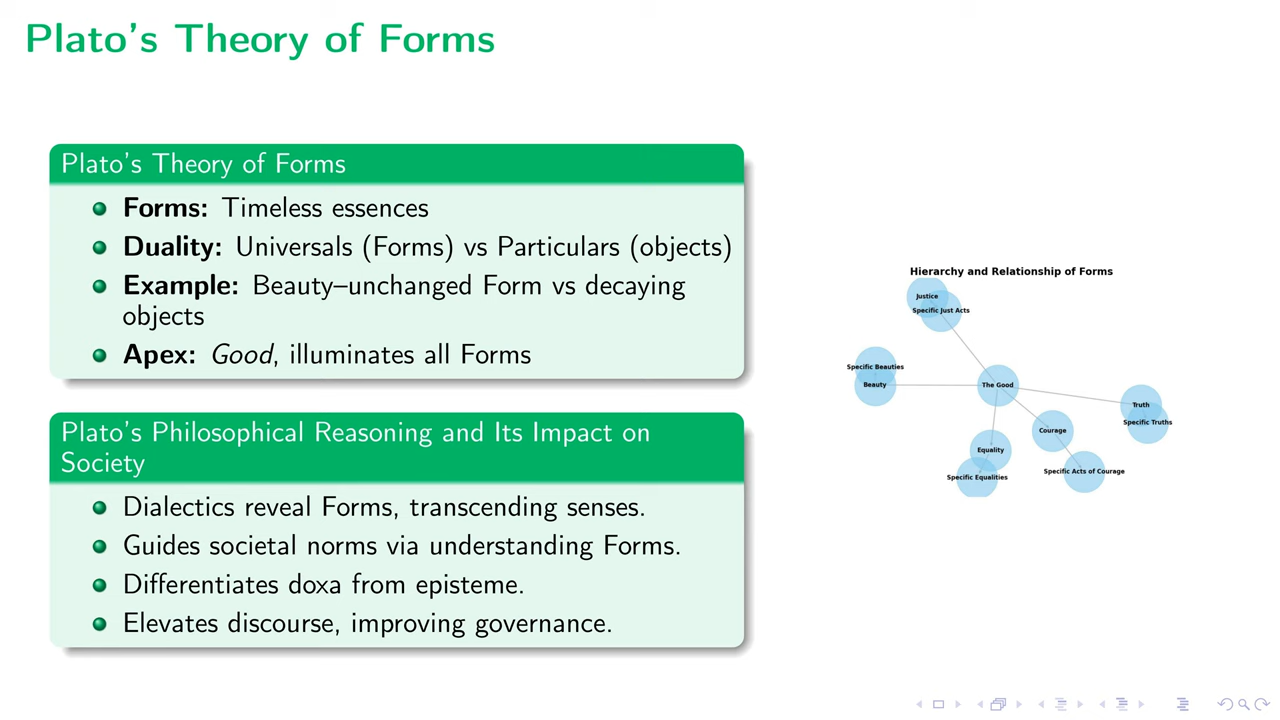 Plato's Theory of Forms
Plato's Theory of Forms
Forms: Timeless essences
Duality: Universals (Forms) vs Particulars (objects)
Example: Beauty–unchanged Form vs decaying
objects
Apex: Good, illuminates all Forms
Plato's Philosophical Reasoning and Its Impact on
Society
Dialectics reveal Forms, transcending senses.
Guides societal norms via understanding Forms.
Differentiates doxa from episteme.
Elevates discourse, improving governance.
Hierarchy and Relationship of Forms
Justice
Specific Just Acts
Specific Beauties
Beauty
The Good
Truth
Specific Truths
Courage
Equality
Specific Acts of Courage
Specific Equalities